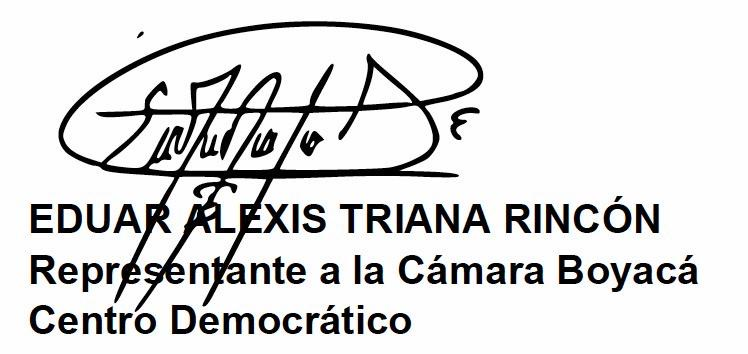 EDUAR ALEXIS TRIANA RINCÓN
Representante a la Cámara Boyacá
Centro Democrático